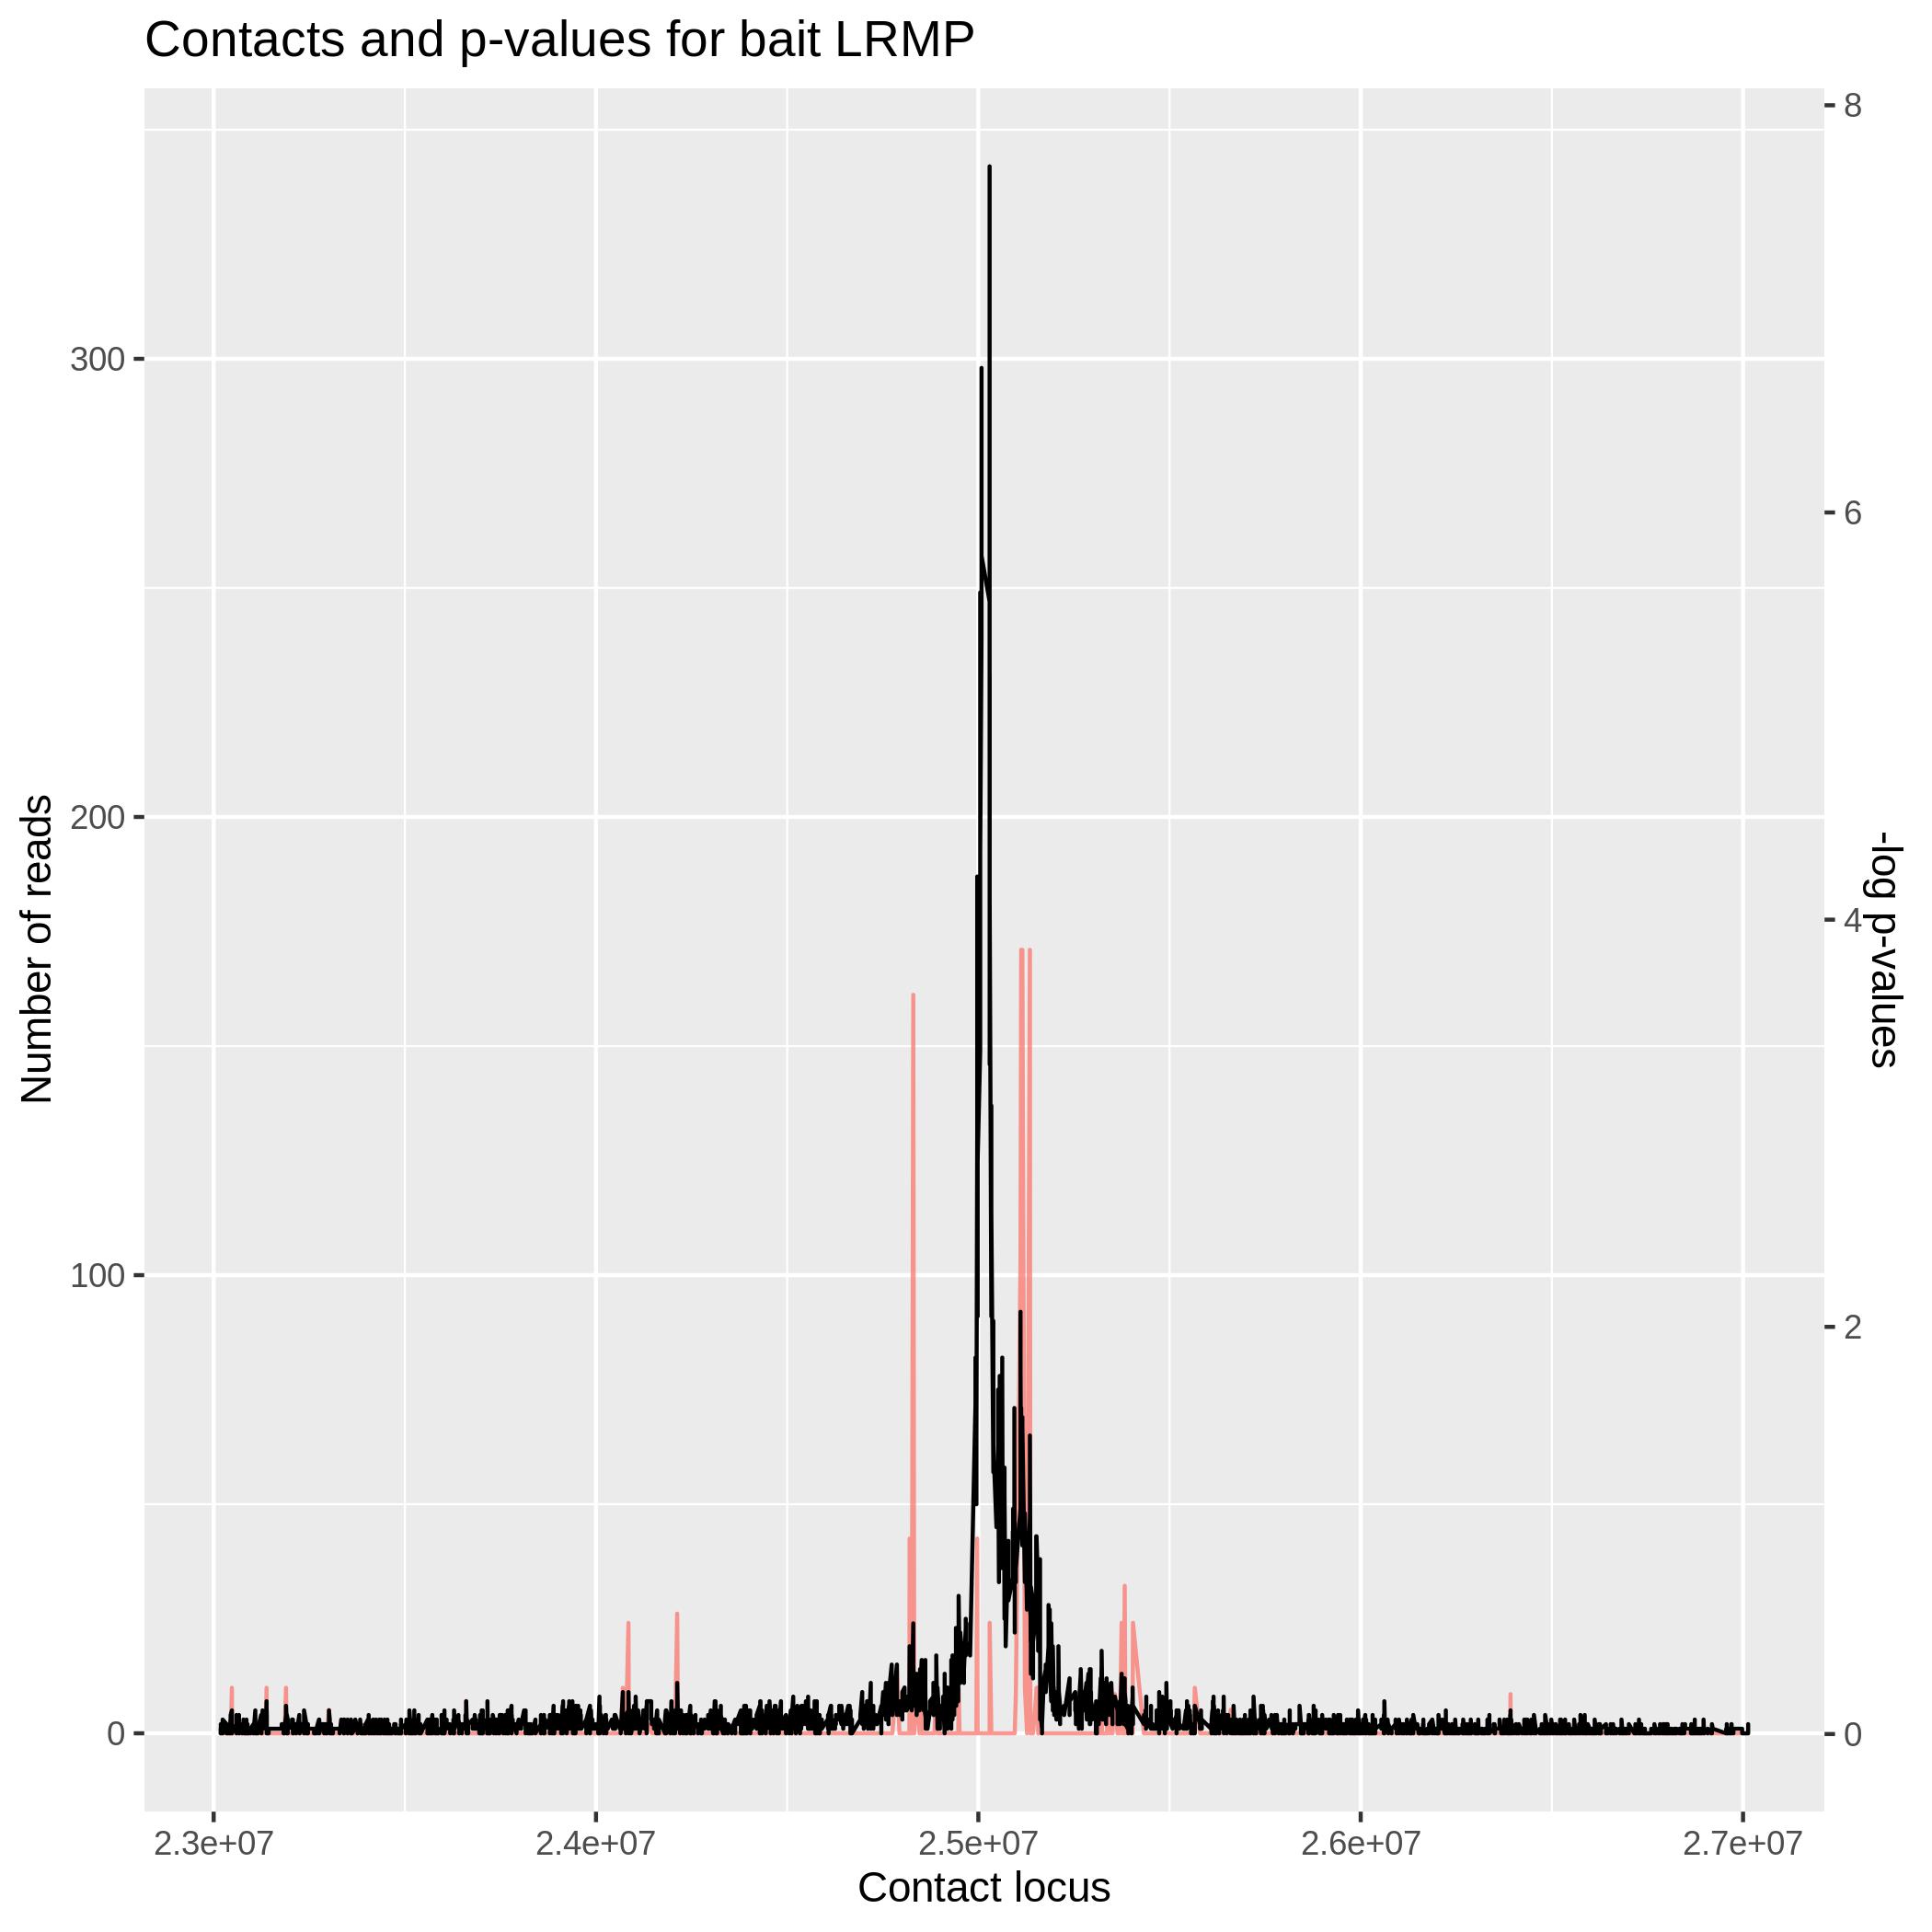 Contacts and p-values for bait LRMP
Number of reads
300
200
100
0
8
6
4
2
0
-log p-values
2.3e+07
2.4e+07
2.5e+07
2.6e+07
2.7e+07
Contact locus